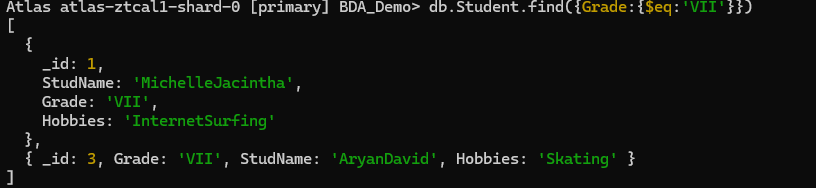 Atlas atlas-ztcal1-shard-0 [primary] BDA_Demo> db.Student.find({Grade:{$eq:'VII'}})
[
  {
    _id: 1,
    StudName: 'MichelleJacintha',
    Grade: 'VII',
    Hobbies: 'InternetSurfing'
  },
  { _id: 3, Grade: 'VII', StudName: 'AryanDavid', Hobbies: 'Skating' }
]